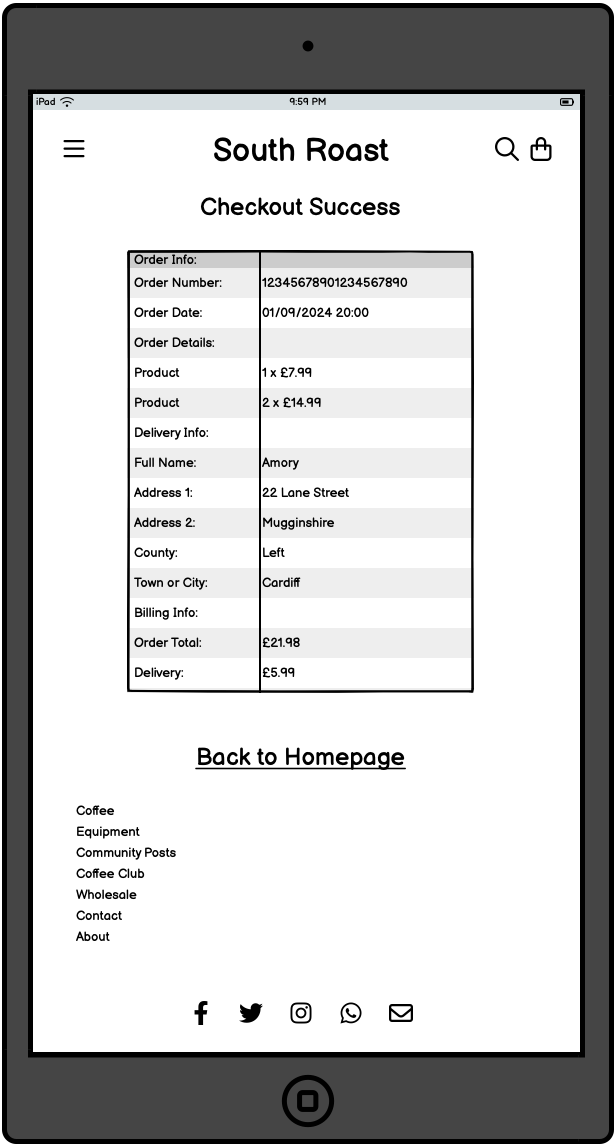 iPad 9:59 PM
South Roast
Checkout Success
Order Info:
Order Number: 12345678901234567890
Order Date: 01/09/2024 20:00
Order Details:
Product 1 x £7.99
Product 2 x £14.99
Delivery Info:
Full Name: Amory
Address 1: 22 Lane Street
Address 2: Mugginshire
County: Left
Town or City: Cardiff
Billing Info:
Order Total: £21.98
Delivery: £5.99
Back to Homepage
Coffee
Equipment
Community Posts
Coffee Club
Wholesale
Contact
About